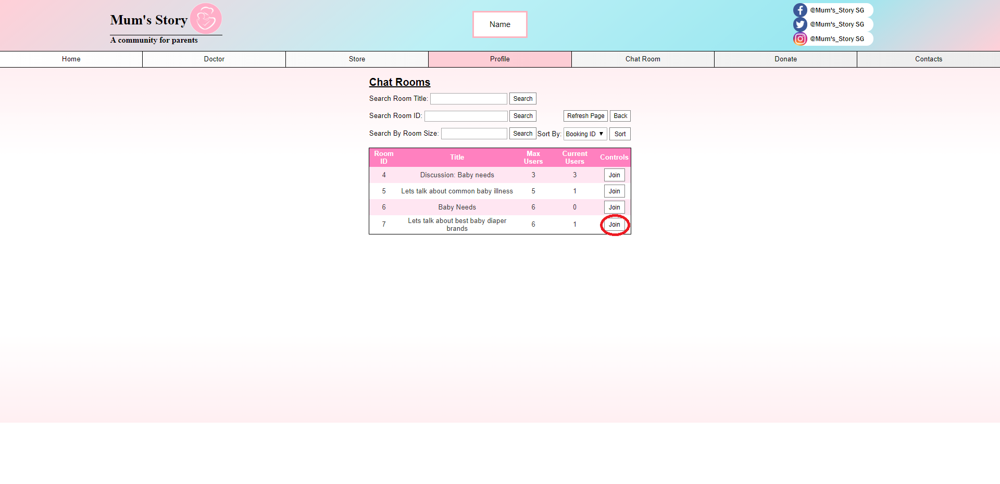 Mum's Story
A community for parents
Name
@Mum's_Story SG
@Mum's_Story SG
@Mum's_Story SG
Home Doctor Store Profile Chat Room Donate Contacts
Chat Rooms
Search Room Title: Search
Search Room ID: Search Refresh Page Back
Search By Room Size: Search Sort By: Booking ID Sort
Room ID Title Max Users Current Users Controls
4 Discussion: Baby needs 3 3 Join
5 Lets talk about common baby illness 5 1 Join
6 Baby Needs 6 0 Join
7 Lets talk about best baby diaper brands 6 1 Join